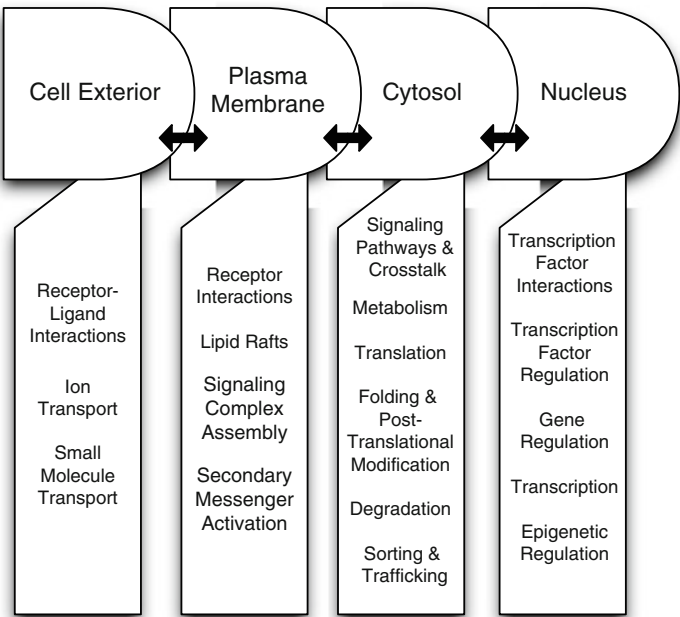 Cell Exterior
Plasma
Membrane
Cytosol
Nucleus
Receptor-
Ligand
Interactions
Ion
Transport
Small
Molecule
Transport
Receptor
Interactions
Lipid Rafts
Signaling
Complex
Assembly
Secondary
Messenger
Activation
Signaling
Pathways &
Crosstalk
Metabolism
Translation
Folding &
Post-
Translational
Modification
Degradation
Sorting &
Trafficking
Transcription
Factor
Interactions
Transcription
Factor
Regulation
Gene
Regulation
Transcription
Epigenetic
Regulation